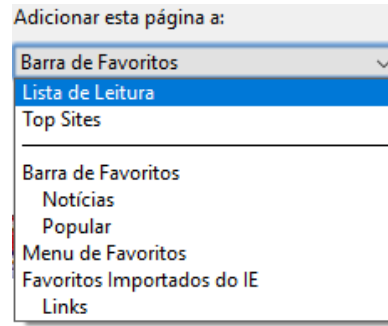 Adicionar esta página a:
Barra de Favoritos
Lista de Leitura
Top Sites
Barra de Favoritos
Notícias
Popular
Menu de Favoritos
Favoritos Importados do IE
Links